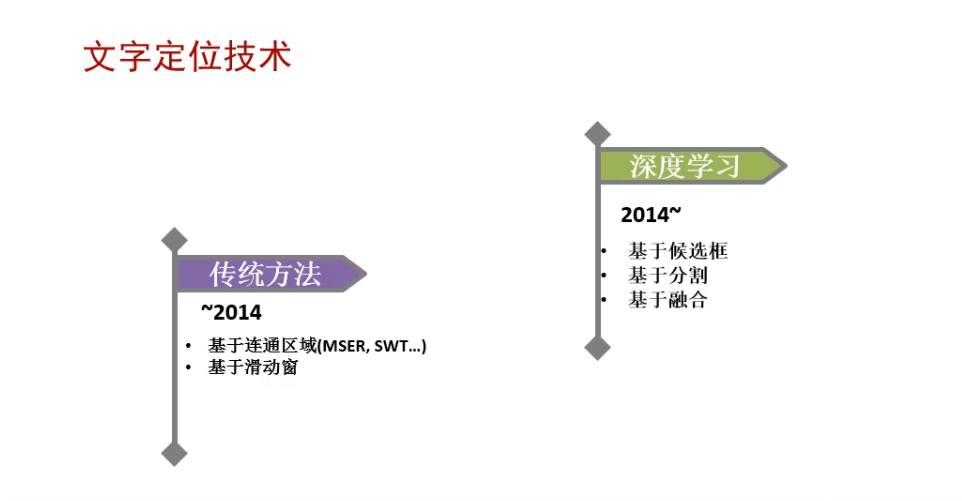 文字定位技术
传统方法
~2014
• 基于连通区域(MSER, SWT...)
• 基于滑动窗
深度学习
2014~
• 基于候选框
• 基于分割
• 基于融合